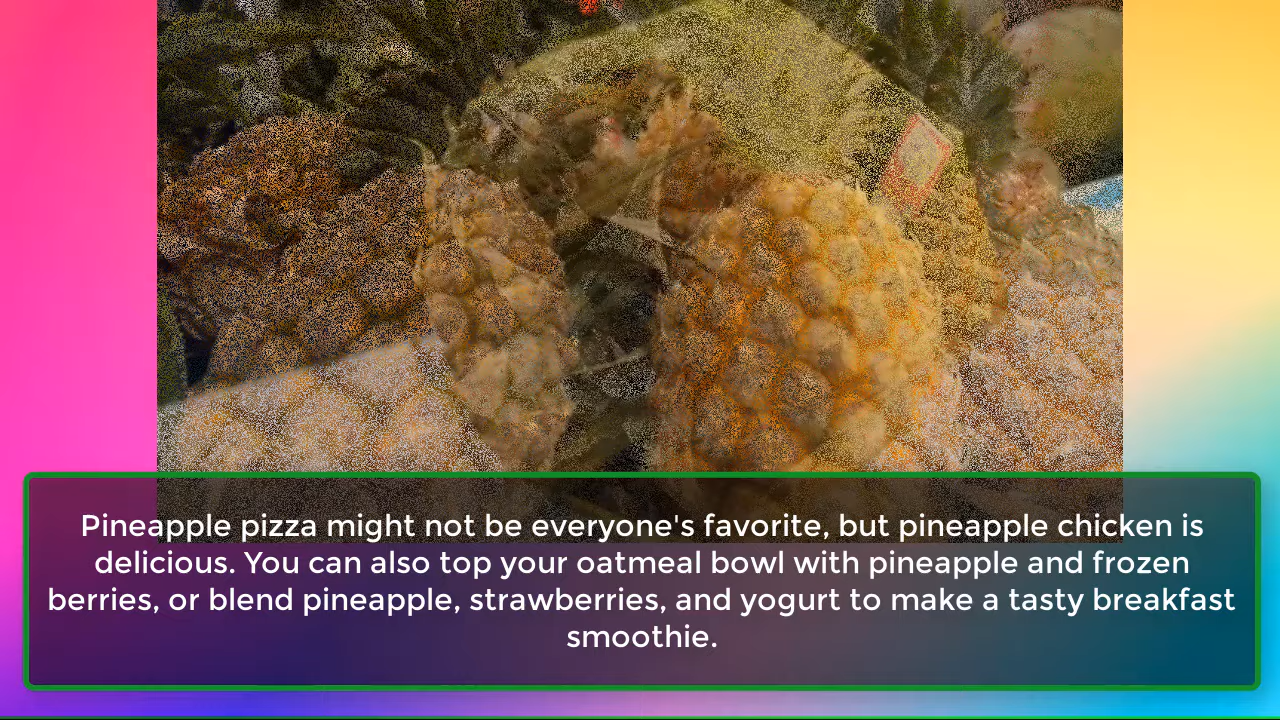 Pineapple pizza might not be everyone's favorite, but pineapple chicken is
delicious. You can also top your oatmeal bowl with pineapple and frozen
berries, or blend pineapple, strawberries, and yogurt to make a tasty breakfast
smoothie.